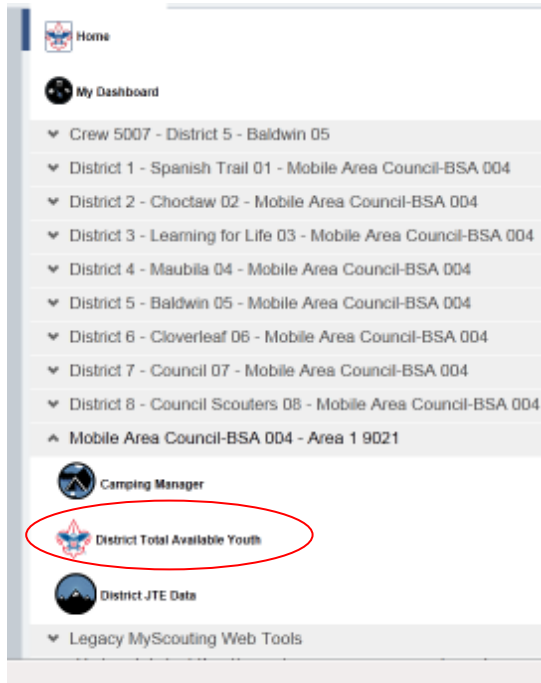 Home
My Dashboard
Crew 5007 - District 5 - Baldwin 05
District 1 - Spanish Trail 01 - Mobile Area Council-BSA 004
District 2 - Choctaw 02 - Mobile Area Council-BSA 004
District 3 - Learning for Life 03 - Mobile Area Council-BSA 004
District 4 - Maubila 04 - Mobile Area Council-BSA 004
District 5 - Baldwin 05 - Mobile Area Council-BSA 004
District 6 - Cloverleaf 06 - Mobile Area Council-BSA 004
District 7 - Council 07 - Mobile Area Council-BSA 004
District 8 - Council Scouters 08 - Mobile Area Council-BSA 004
Mobile Area Council-BSA 004 - Area 1 9021
Camping Manager
District Total Available Youth
District JTE Data
Legacy MyScouting Web Tools